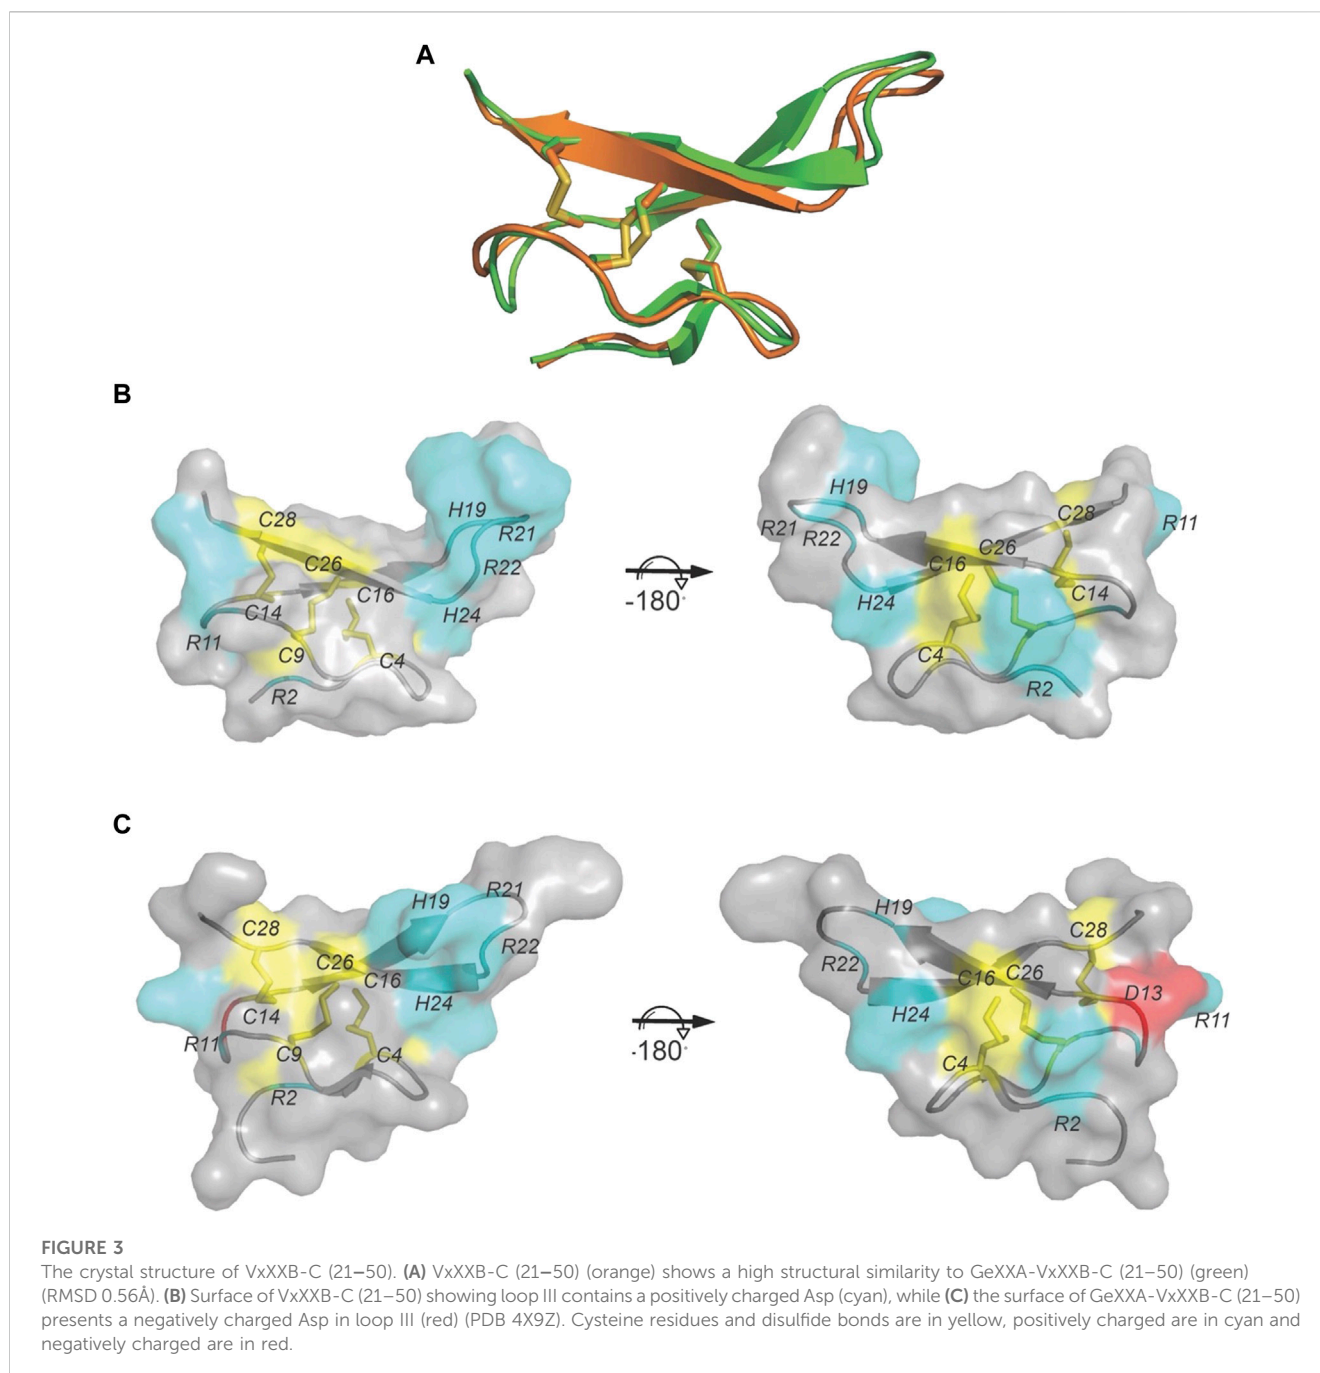 A
B
C28
H19
R21
C26
R22
C16
C14
H24
R11
C9
C4
R2
-180°
H19
C28
R21
R11
R22
C26
C16
H24
C14
C4
R2
C
H19
R21
C28
R22
C26
C16
H24
C14
R11
C9
C4
R2
-180°
H19
C28
R22
C16
C26
D13
H24
R11
C4
R2
FIGURE 3
The crystal structure of VxXXB-C (21–50). (A) VxXXB-C (21–50) (orange) shows a high structural similarity to GeXXA-VxXXB-C (21–50) (green)
(RMSD 0.56Å). (B) Surface of VxXXB-C (21–50) showing loop III contains a positively charged Asp (cyan), while (C) the surface of GeXXA-VxXXB-C (21–50)
presents a negatively charged Asp in loop III (red) (PDB 4X9Z). Cysteine residues and disulfide bonds are in yellow, positively charged are in cyan and
negatively charged are in red.